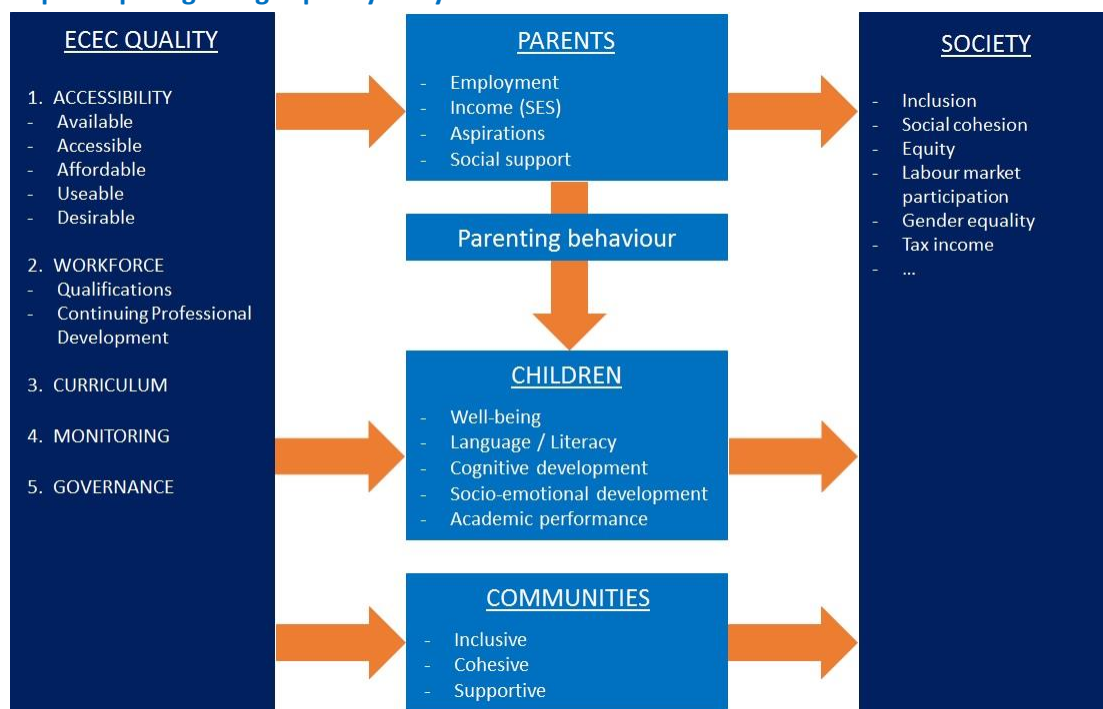 ECEC QUALITY
1. ACCESSIBILITY
- Available
- Accessible
- Affordable
- Useable
- Desirable
2. WORKFORCE
- Qualifications
- Continuing Professional
Development
3. CURRICULUM
4. MONITORING
5. GOVERNANCE
PARENTS
- Employment
- Income (SES)
- Aspirations
- Social support
Parenting behaviour
CHILDREN
- Well-being
- Language / Literacy
- Cognitive development
- Socio-emotional development
- Academic performance
COMMUNITIES
- Inclusive
- Cohesive
- Supportive
SOCIETY
- Inclusion
- Social cohesion
- Equity
- Labour market
participation
- Gender equality
- Tax income
- ...